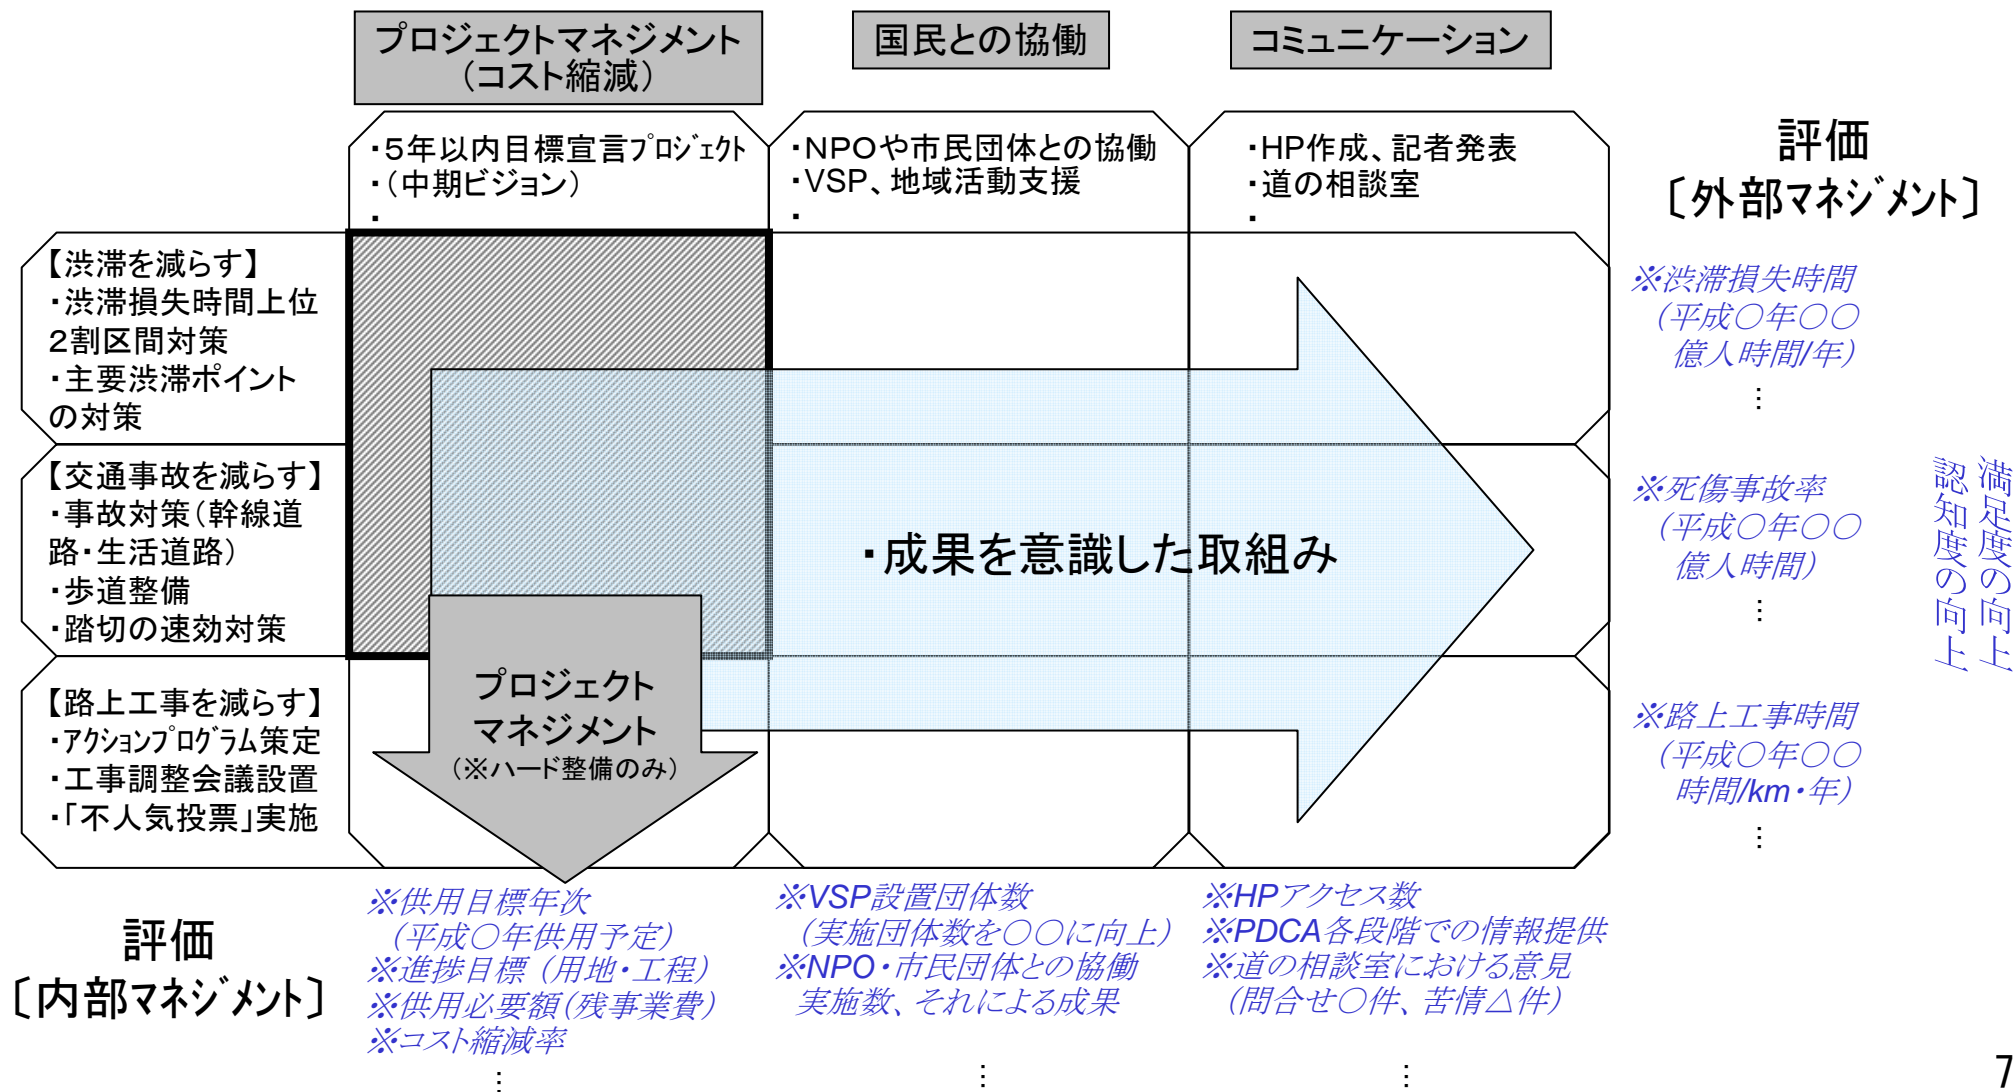 プロジェクトマネジメント
（コスト縮減）
国民との協働
コミュニケーション
・5年以内目標宣言プロジェクト
・（中期ビジョン）
・
・NPOや市民団体との協働
・VSP、地域活動支援
・
・HP作成、記者発表
・道の相談室
・
評価
〔外部マネジメント〕
【渋滞を減らす】
・渋滞損失時間上位
2割区間対策
・主要渋滞ポイント
の対策
【交通事故を減らす】
・事故対策（幹線道
路・生活道路）
・歩道整備
・踏切の速効対策
【路上工事を減らす】
・アクションプログラム策定
・工事調整会議設置
・「不人気投票」実施
・成果を意識した取組み
プロジェクト
マネジメント
（※ハード整備のみ）
※渋滞損失時間
（平成○年○○
億人時間/年）
…
※死傷事故率
（平成○年○○
億人時間）
…
※路上工事時間
（平成○年○○
時間/km・年）
…
満足度の向上
認知度の向上
評価
〔内部マネジメント〕
※供用目標年次
（平成○年供用予定）
※進捗目標（用地・工程）
※供用必要額（残事業費）
※コスト縮減率
…
※VSP設置団体数
（実施団体数を○○に向上）
※NPO・市民団体との協働
実施数、それによる成果
…
※HPアクセス数
※PDCA各段階での情報提供
※道の相談室における意見
（問合せ○件、苦情△件）
…
7